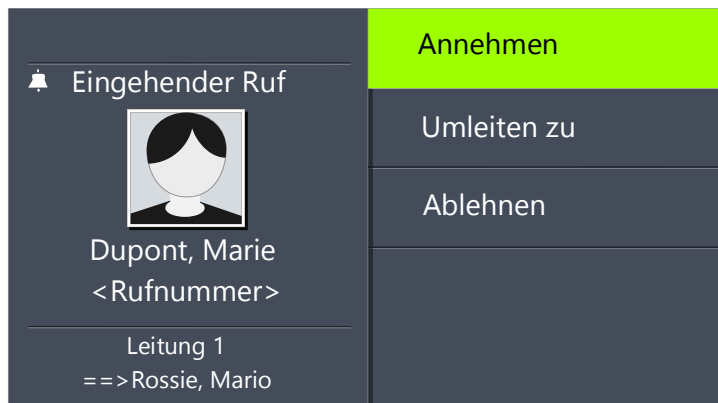 Eingehender Ruf
Dupont, Marie
<Rufnummer>
Leitung 1
==>Rossie, Mario
Annehmen
Umleiten zu
Ablehnen